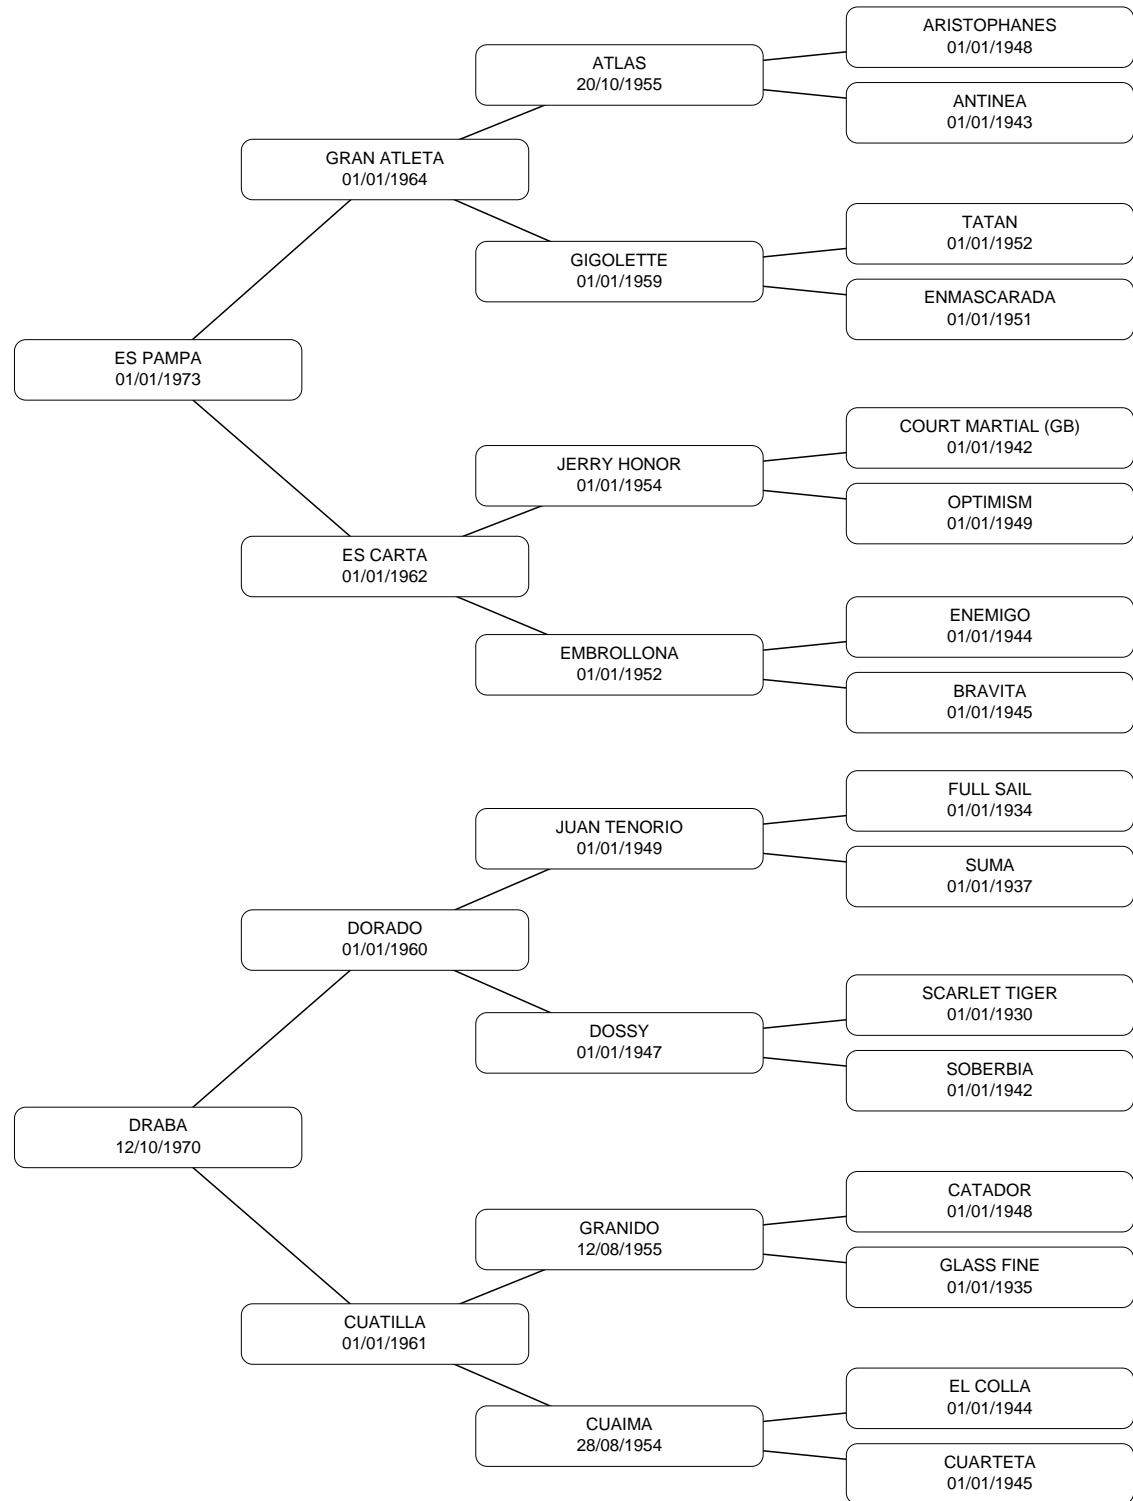 ARISTOPHANES
01/01/1948
ATLAS
20/10/1955
ANTINEA
01/01/1943
GRAN ATLETA
01/01/1964
TATAN
01/01/1952
GIGOLETTE
01/01/1959
ENMASCARADA
01/01/1951
ES PAMPA
01/01/1973
COURT MARTIAL (GB)
01/01/1942
JERRY HONOR
01/01/1954
OPTIMISM
01/01/1949
ES CARTA
01/01/1962
ENEMIGO
01/01/1944
EMBROLLONA
01/01/1952
BRAVITA
01/01/1945
FULL SAIL
01/01/1934
JUAN TENORIO
01/01/1949
SUMA
01/01/1937
DORADO
01/01/1960
SCARLET TIGER
01/01/1930
DOSSY
01/01/1947
SOBERBIA
01/01/1942
DRABA
12/10/1970
CATADOR
01/01/1948
GRANIDO
12/08/1955
GLASS FINE
01/01/1935
CUATILLA
01/01/1961
EL COLLA
01/01/1944
CUAIMA
28/08/1954
CUARTETA
01/01/1945